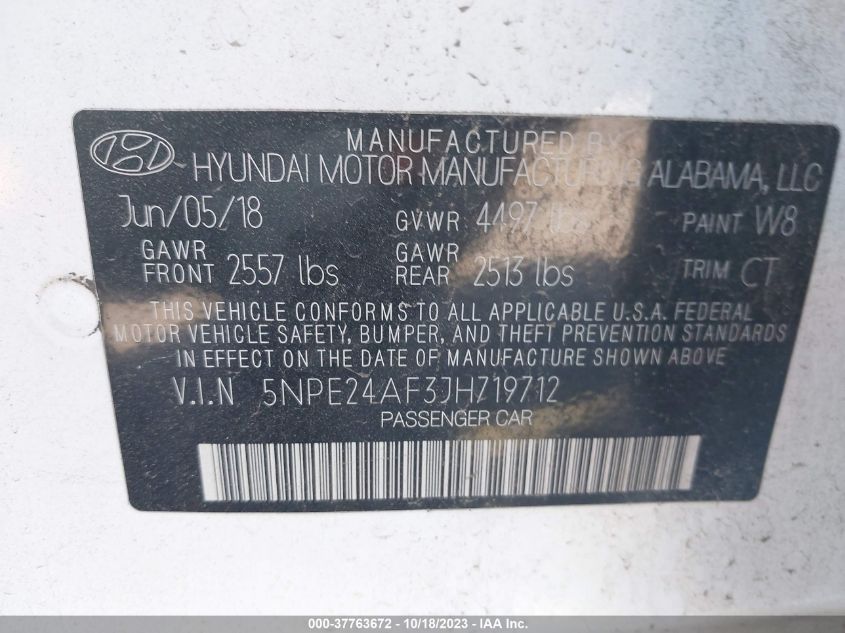 MANUFACTURED BY
HYUNDAI MOTOR MANUFACTURING ALABAMA, LLC
Jun/05/18 GVWR 4497 lbs PAINT W8
GAWR FRONT 2557 lbs GAWR REAR 2513 lbs TRIM CT
THIS VEHICLE CONFORMS TO ALL APPLICABLE U.S.A. FEDERAL
MOTOR VEHICLE SAFETY, BUMPER, AND THEFT PREVENTION STANDARDS
IN EFFECT ON THE DATE OF MANUFACTURE SHOWN ABOVE.
V.I.N 5NPE24AF3JH719712
PASSENGER CAR
000-37763672 - 10/18/2023 - IAA Inc.